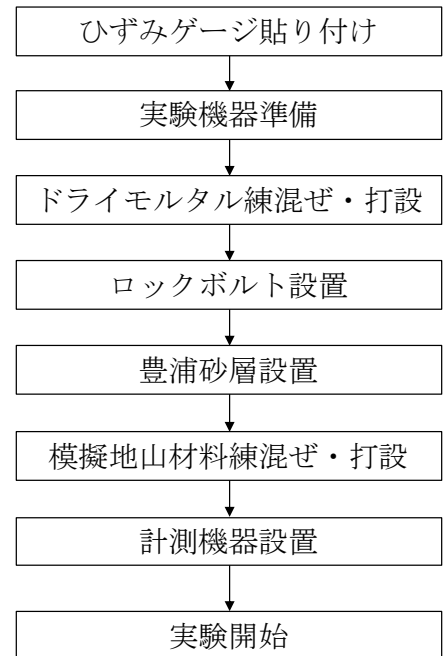 ひずみゲージ貼り付け
実験機器準備
ドライモルタル練混ぜ・打設
ロックボルト設置
豊浦砂層設置
模擬地山材料練混ぜ・打設
計測機器設置
実験開始